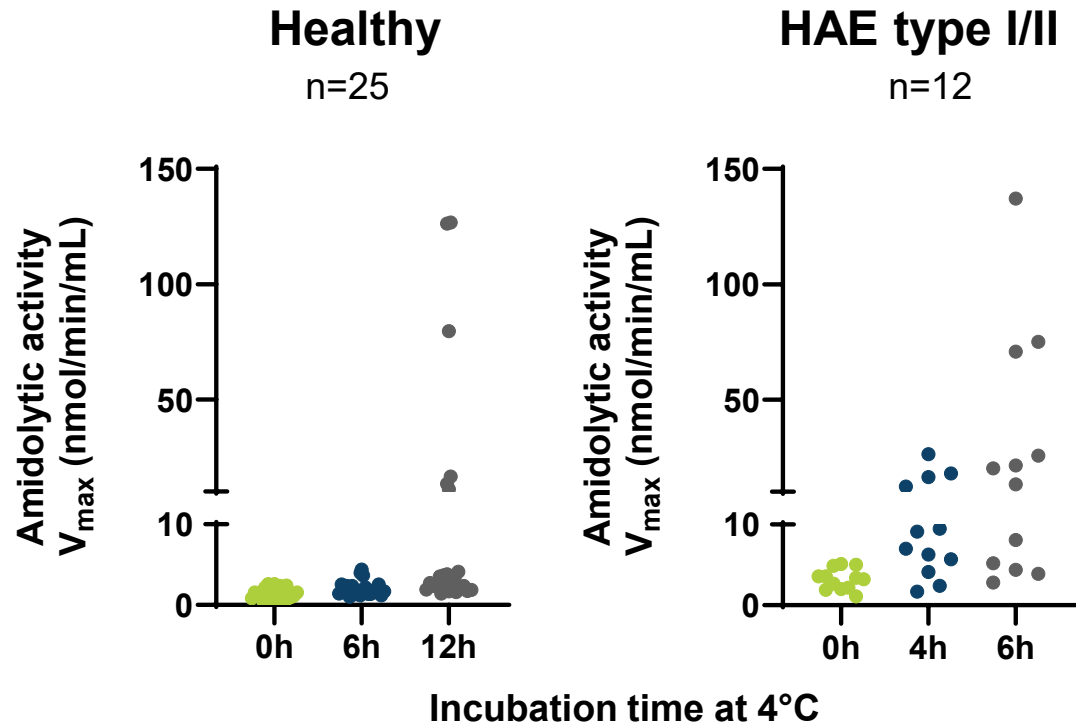 Healthy
n=25
Amidolytic activity
Vmax (nmol/min/mL)
150
100
50
10
0
0h 6h 12h
HAE type I/II
n=12
Amidolytic activity
Vmax (nmol/min/mL)
150
100
50
10
0
0h 4h 6h
Incubation time at 4°C